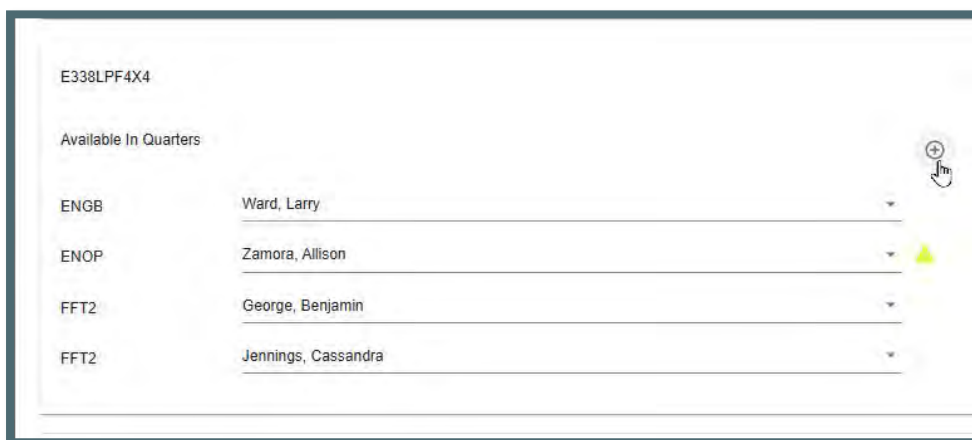 E338LPF4X4
Available In Quarters
ENGB Ward, Larry
ENOP Zamora, Allison
FFT2 George, Benjamin
FFT2 Jennings, Cassandra